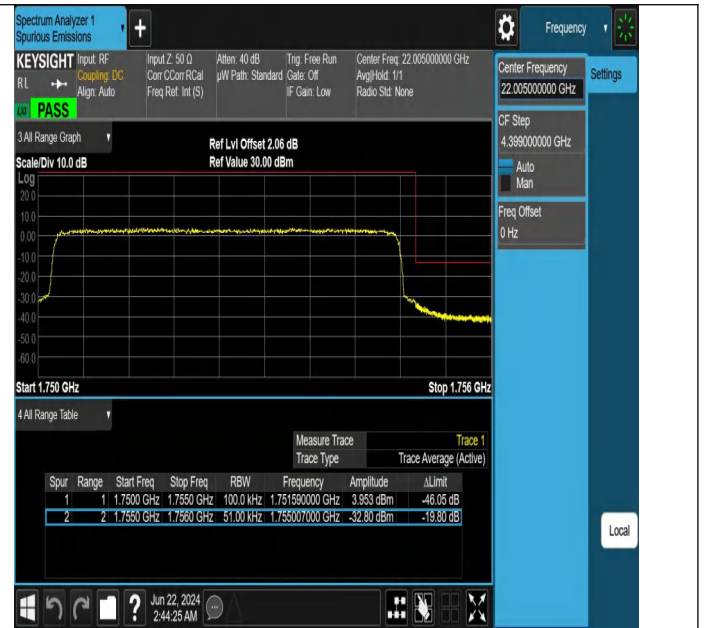 Spectrum Analyzer 1
Spurious Emissions
Frequency
KEYSIGHT
RL
PASS
Input: RF
Coupling: DC
Align: Auto
Input Z: 50 Ω
Corr CCorr RCal
Freq Ref: Int (S)
Atten: 40 dB
µW Path: Standard
Trig: Free Run
Gate: Off
IF Gain: Low
Center Freq: 22.005000000 GHz
Avg|Hold: 1/1
Radio Std: None
3 All Range Graph
Ref Lvl Offset 2.06 dB
Scale/Div 10.0 dB
Ref Value 30.00 dBm
Log
20.0
10.0
0.00
-10.0
-20.0
-30.0
-40.0
-50.0
-60.0
Start 1.750 GHz
Stop 1.756 GHz
4 All Range Table
Measure Trace Trace 1
Trace Type Trace Average (Active)
Spur Range Start Freq Stop Freq RBW Frequency Amplitude ΔLimit
1 1 1.7500 GHz 1.7550 GHz 100.0 kHz 1.751590000 GHz 3.953 dBm -46.05 dB
2 2 1.7550 GHz 1.7560 GHz 51.00 kHz 1.755007000 GHz -32.80 dBm -19.80 dB
Center Frequency
22.005000000 GHz
Settings
CF Step
4.399000000 GHz
Auto
Man
Freq Offset
0 Hz
Local
?
Jun 22, 2024
2:44:25 AM